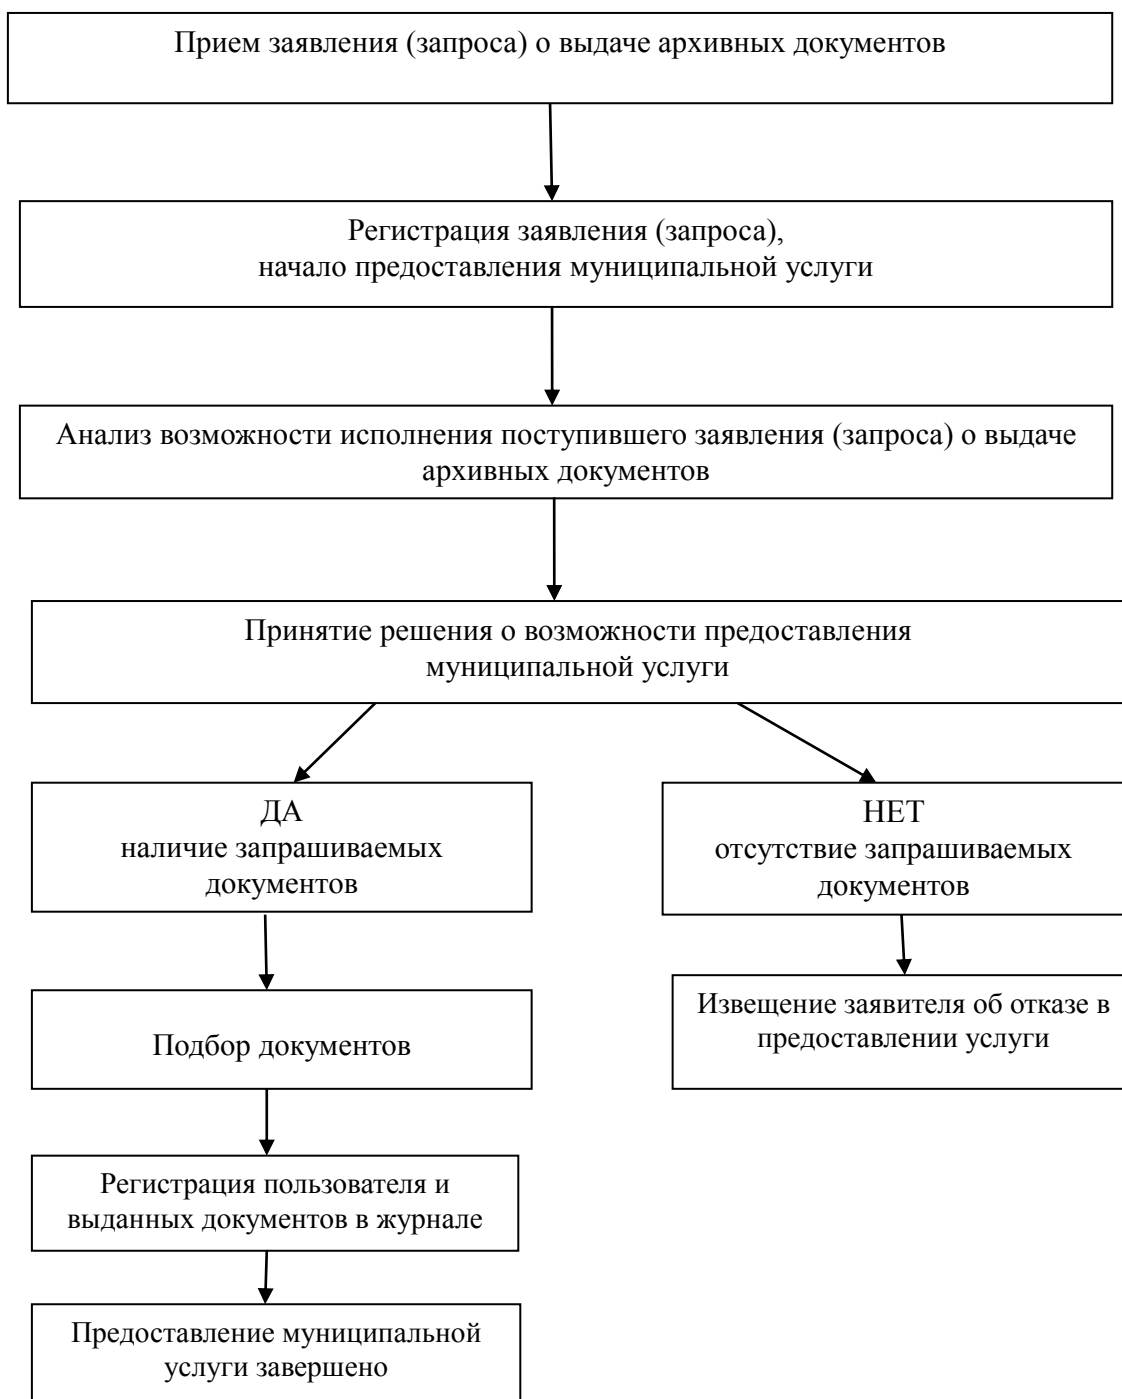 Прием заявления (запроса) о выдаче архивных документов
Регистрация заявления (запроса),
начало предоставления муниципальной услуги
Анализ возможности исполнения поступившего заявления (запроса) о выдаче
архивных документов
Принятие решения о возможности предоставления
муниципальной услуги
ДА
наличие запрашиваемых
документов
НЕТ
отсутствие запрашиваемых
документов
Подбор документов
Извещение заявителя об отказе в
предоставлении услуги
Регистрация пользователя и
выданных документов в журнале
Предоставление муниципальной
услуги завершено